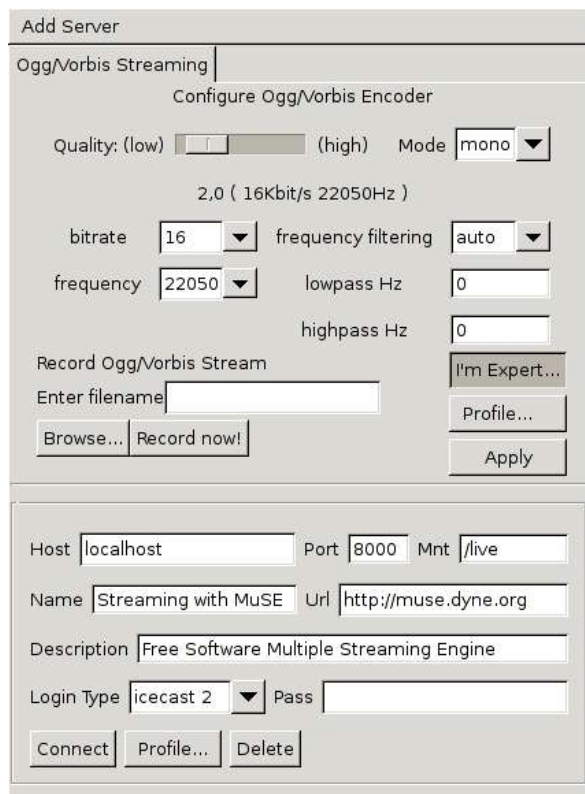 Add Server
Ogg/Vorbis Streaming
Configure Ogg/Vorbis Encoder
Quality: (low) (high) Mode mono
2,0 ( 16Kbit/s 22050Hz )
bitrate 16 frequency filtering auto
frequency 22050 lowpass Hz 0
highpass Hz 0
Record Ogg/Vorbis Stream
I'm Expert...
Enter filename
Profile...
Browse... Record now!
Apply
Host localhost Port 8000 Mnt /live
Name Streaming with MuSE Url http://muse.dyne.org
Description Free Software Multiple Streaming Engine
Login Type icecast 2 Pass
Connect Profile... Delete